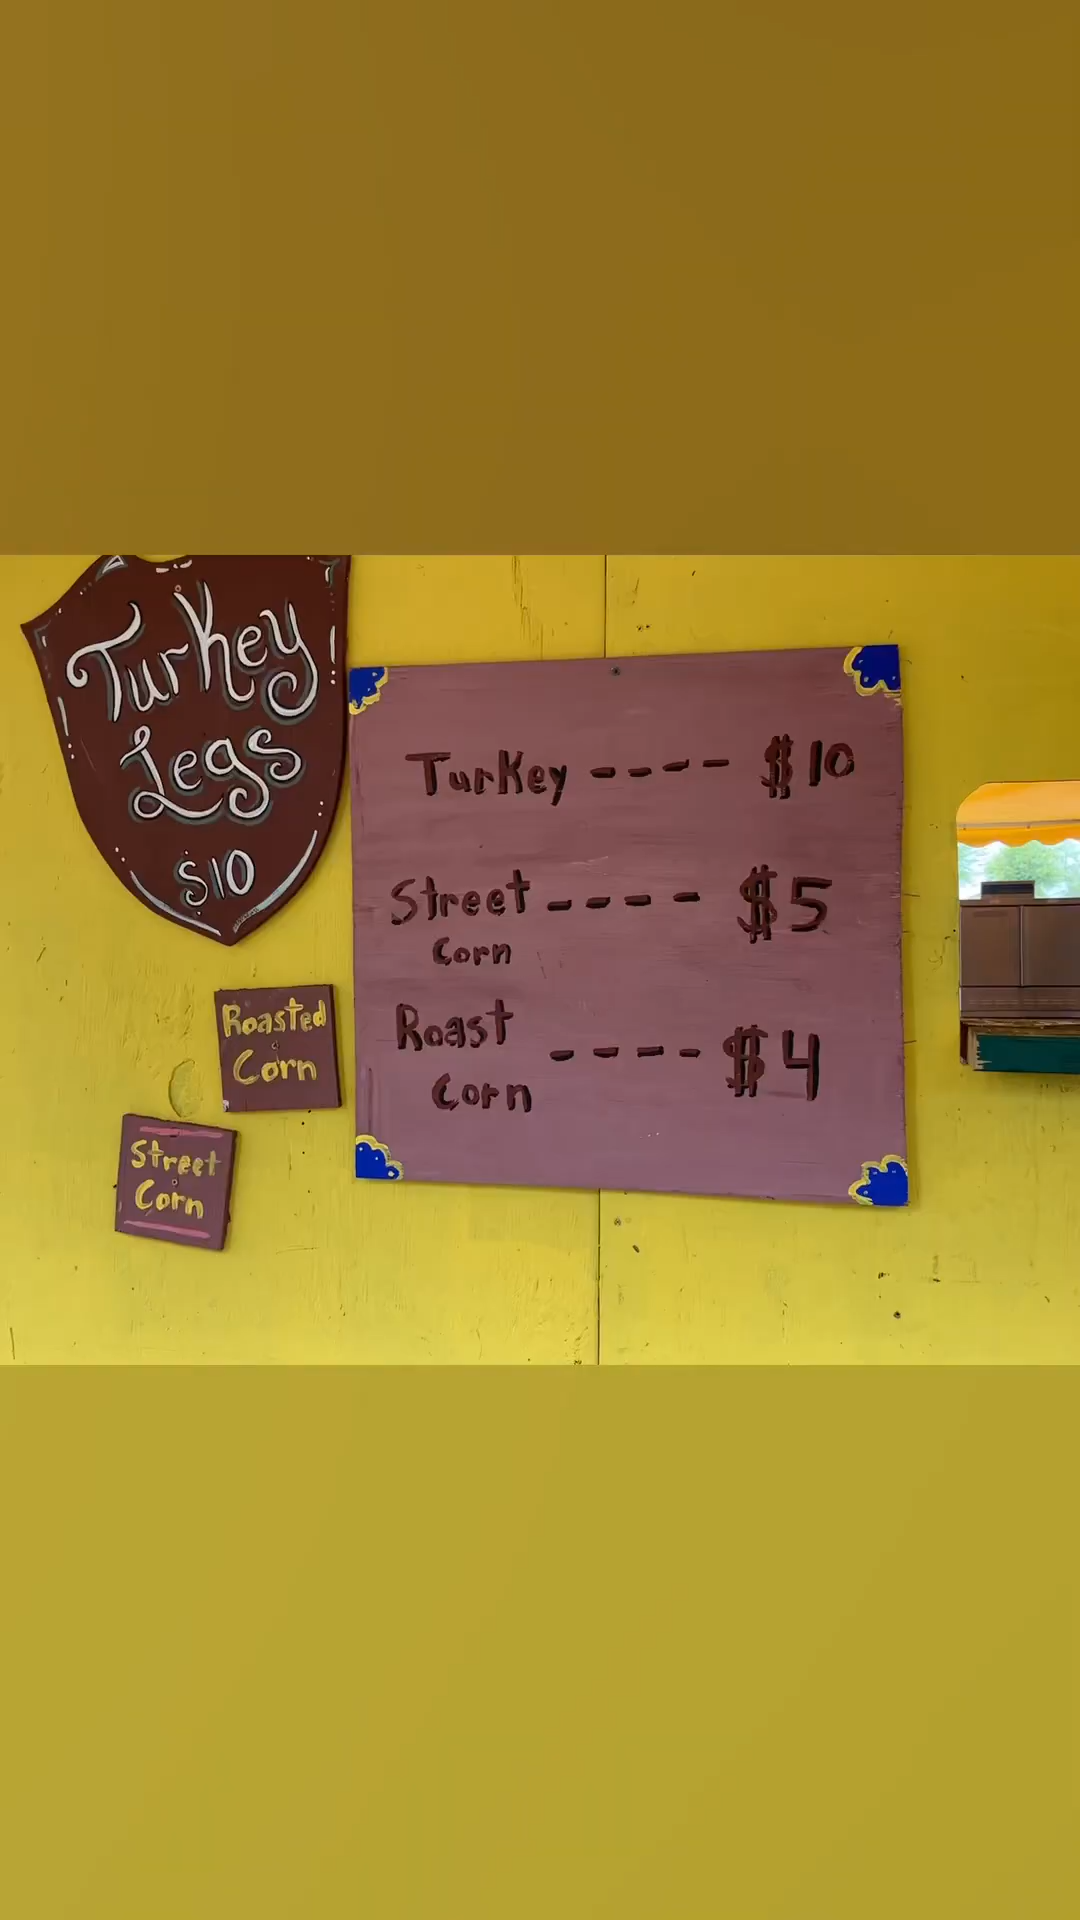 Turkey
Legs
$10
Turkey ---- $10
Street ---- $5
Corn
Roast
Corn ---- $4
Roasted
Corn
Street
Corn